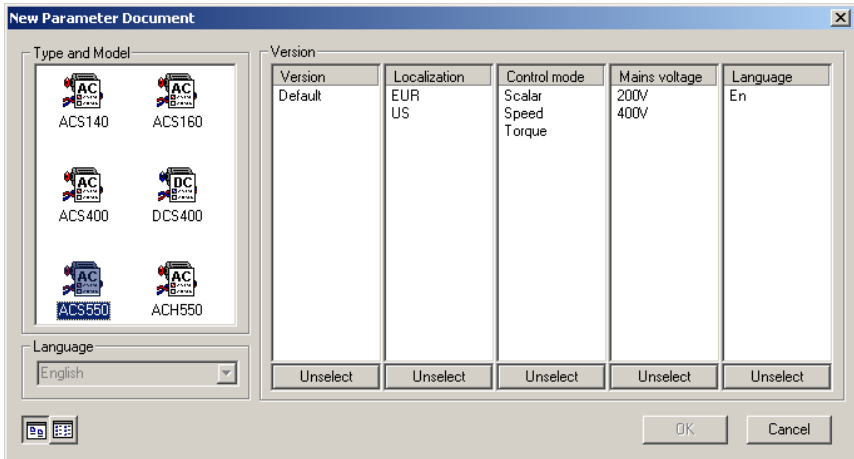 New Parameter Document
Type and Model
AC
AC
ACS140
ACS160
AC
DC
ACS400
DCS400
AC
AC
ACS550
ACH550
Language
English
Version
Version
Default
Unselect
Localization
EUR
US
Unselect
Control mode
Scalar
Speed
Torque
Unselect
Mains voltage
200V
400V
Unselect
Language
En
Unselect
OK
Cancel